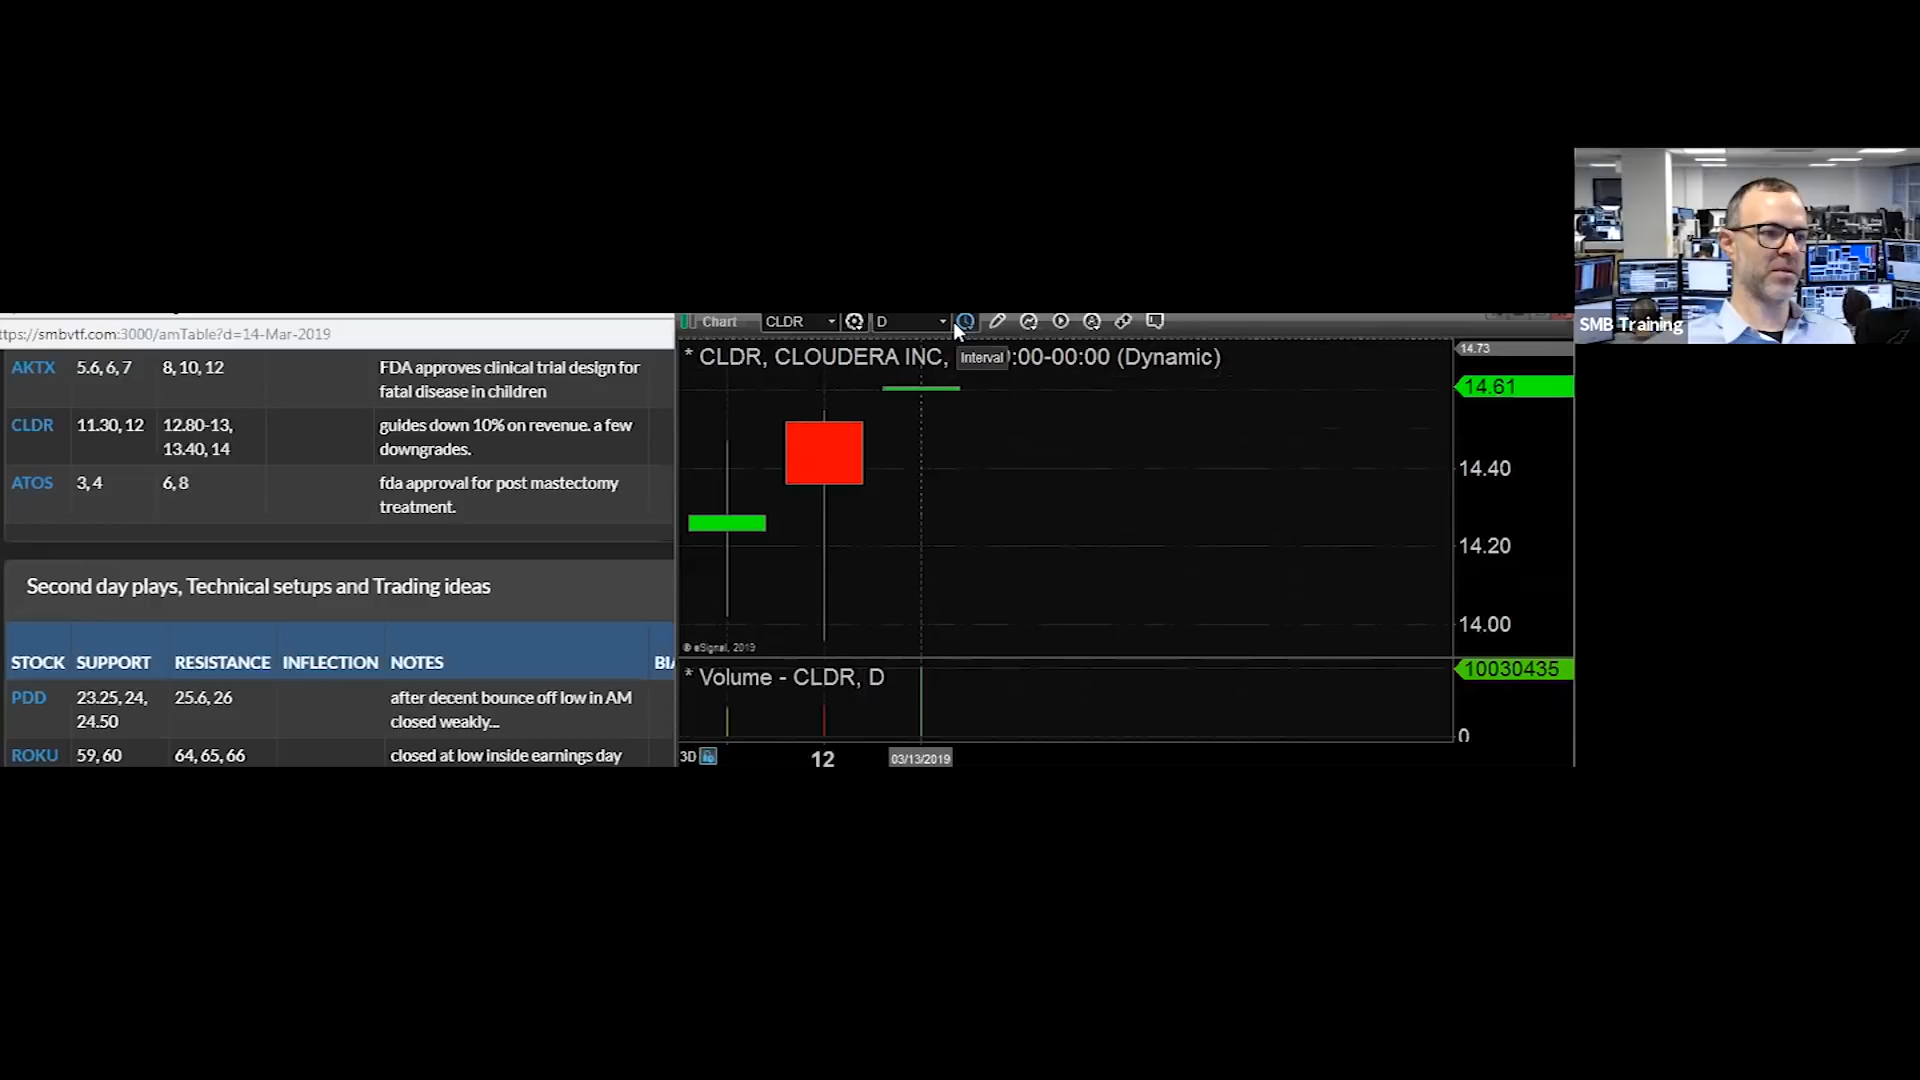 ttps://smbvtf.com:3000/amTable?d=14-Mar-2019
AKTX 5.6, 6, 7 8, 10, 12 FDA approves clinical trial design for
fatal disease in children
CLDR 11.30, 12 12.80-13, guides down 10% on revenue. a few
13.40, 14 downgrades.
ATOS 3, 4 6, 8 fda approval for post mastectomy
treatment.
Second day plays, Technical setups and Trading ideas
STOCK SUPPORT RESISTANCE INFLECTION NOTES BIA
PDD 23.25, 24, 25.6, 26 after decent bounce off low in AM
24.50 closed weakly...
ROKU 59, 60 64, 65, 66 closed at low inside earnings day
Chart CLDR D
* CLDR, CLOUDERA INC, Interval :00-00:00 (Dynamic)
14.73
14.61
14.40
14.20
14.00
© eSignal, 2019
* Volume - CLDR, D
10030435
0
3D 12 03/13/2019
SMB Training